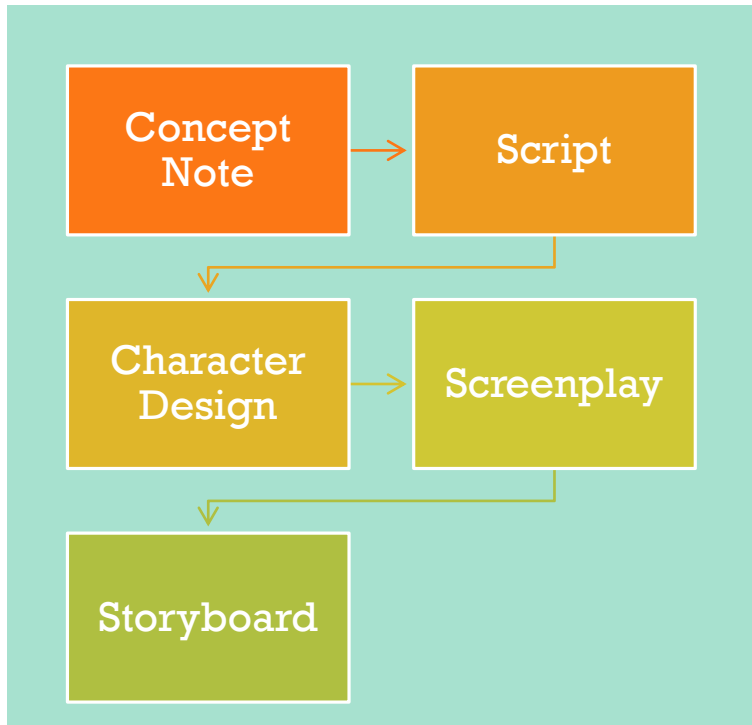 Concept
Note
Script
Character
Design
Screenplay
Storyboard